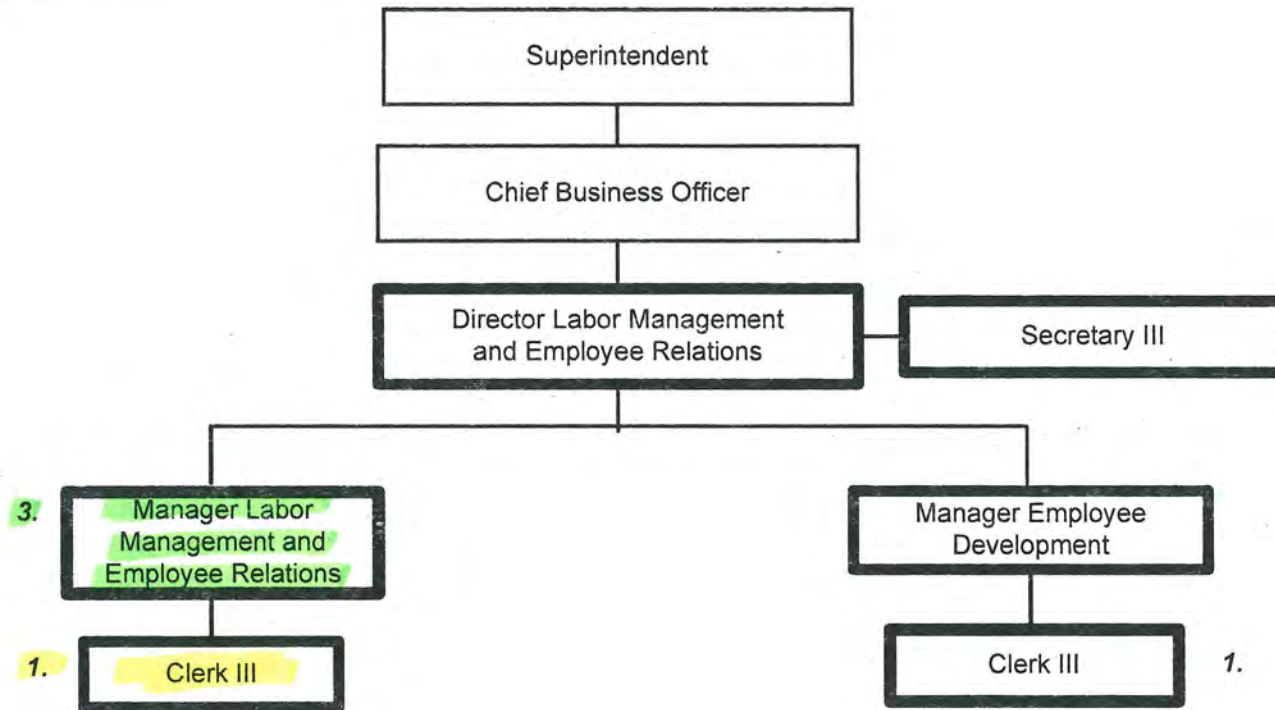 Superintendent
Chief Business Officer
Director Labor Management
and Employee Relations
Secretary III
3.
Manager Labor
Management and
Employee Relations
Manager Employee
Development
1.
Clerk III
Clerk III
1.